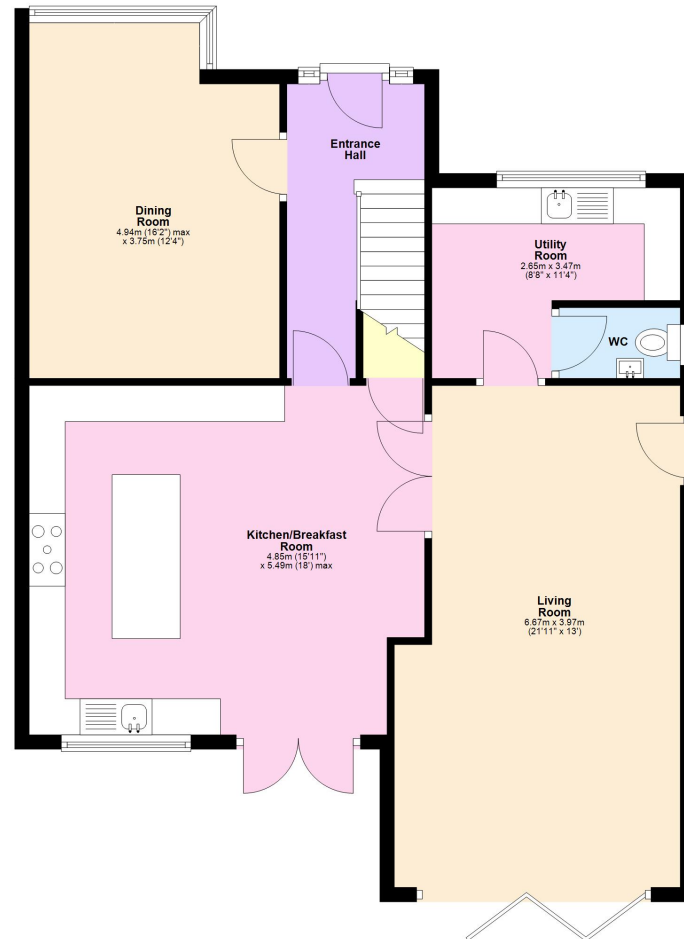 Entrance
Hall
Dining
Room
4.94m (16'2") max
x 3.75m (12'4")
Utility
Room
2.65m x 3.47m
(8'8" x 11'4")
WC
Kitchen/Breakfast
Room
4.85m (15'11")
x 5.49m (18') max
Living
Room
6.67m x 3.97m
(21'11" x 13')